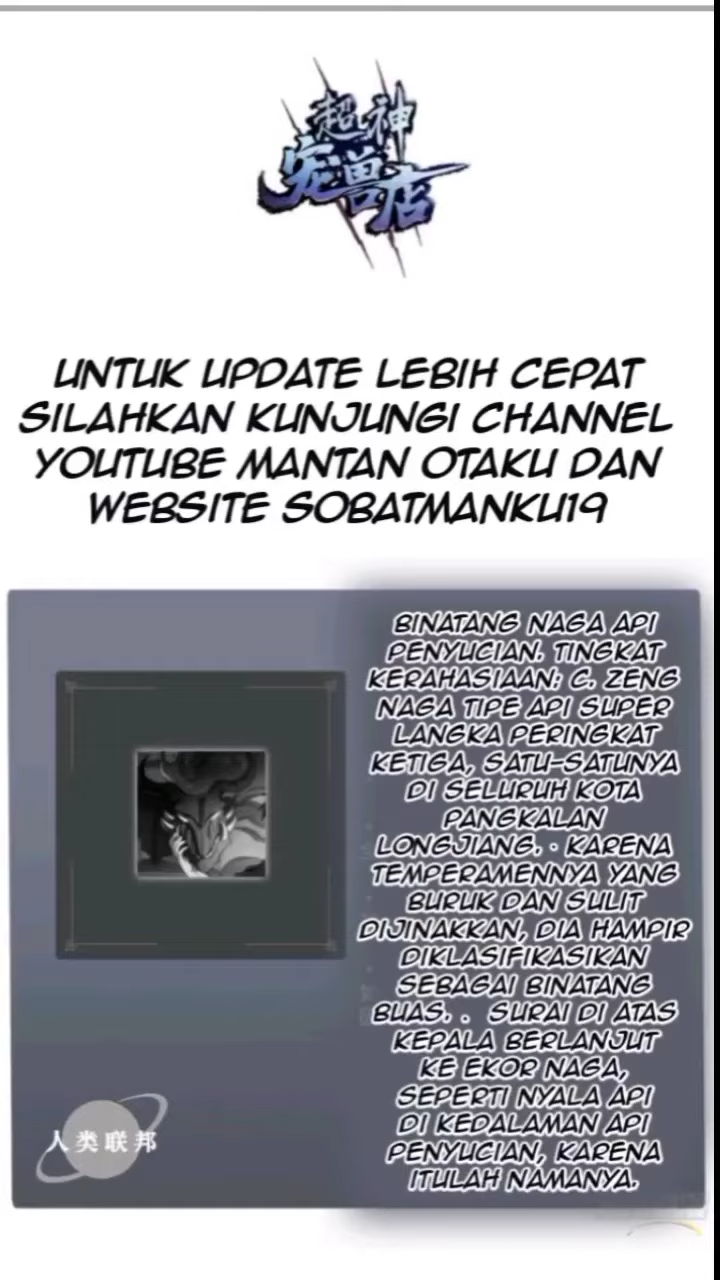 超神
宠兽店
UNTUK UPDATE LEBIH CEPAT
SILAHKAN KUNJUNGI CHANNEL
YOUTUBE MANTAN OTAKU DAN
WEBSITE SOBATMANKU19
BINATANG NAGA API
PENYUCIAN. TINGKAT
KERAHASIAAN: C. ZENG
NAGA TIPE API SUPER
LANGKA PERINGKAT
KETIGA, SATU-SATUNYA
DI SELURUH KOTA
PANGKALAN
LONGJIANG. · KARENA
TEMPERAMENNYA YANG
BURUK DAN SULIT
DIJINAKKAN, DIA HAMPIR
DIKLASIFIKASIKAN
SEBAGAI BINATANG
BUAS. . SURAI DI ATAS
KEPALA BERLANJUT
KE EKOR NAGA,
SEPERTI NYALA API
DI KEDALAMAN API
PENYUCIAN, KARENA
ITULAH NAMANYA.
人类联邦